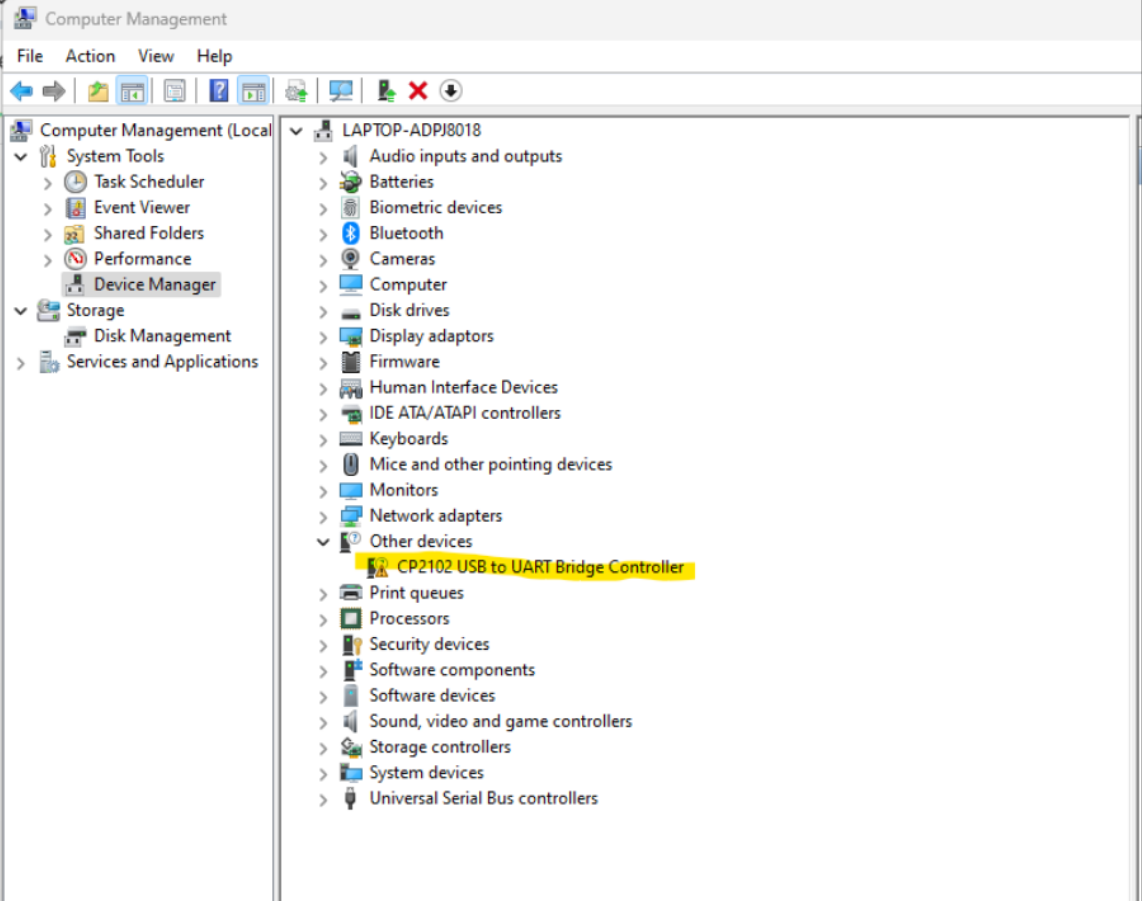 Computer Management
File Action View Help
Computer Management (Local
System Tools
Task Scheduler
Event Viewer
Shared Folders
Performance
Device Manager
Storage
Disk Management
Services and Applications
LAPTOP-ADPJ8018
Audio inputs and outputs
Batteries
Biometric devices
Bluetooth
Cameras
Computer
Disk drives
Display adaptors
Firmware
Human Interface Devices
IDE ATA/ATAPI controllers
Keyboards
Mice and other pointing devices
Monitors
Network adapters
Other devices
CP2102 USB to UART Bridge Controller
Print queues
Processors
Security devices
Software components
Software devices
Sound, video and game controllers
Storage controllers
System devices
Universal Serial Bus controllers